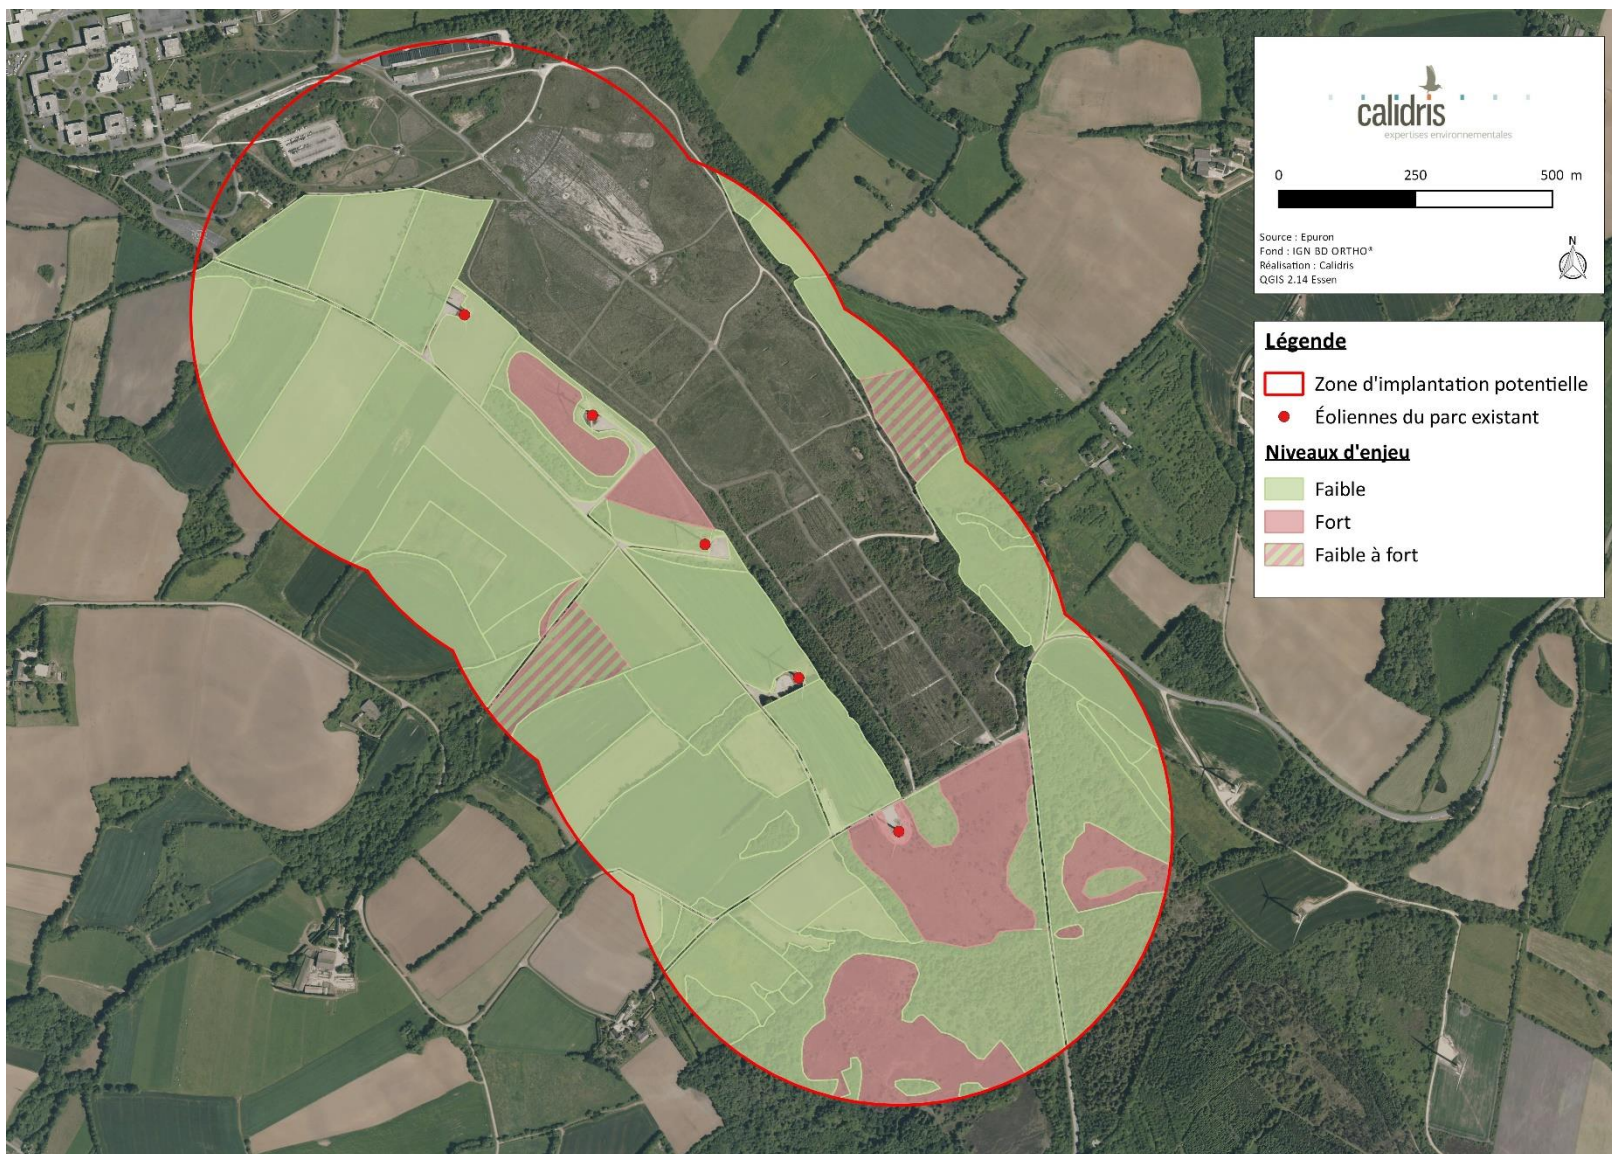 calidris
expertises environnementales
0 250 500 m
Source : Epuron
Fond : IGN BD ORTHO®
Réalisation : Calidris
QGIS 2.14 Essen
N
Légende
Zone d'implantation potentielle
Éoliennes du parc existant
Niveaux d'enjeu
Faible
Fort
Faible à fort